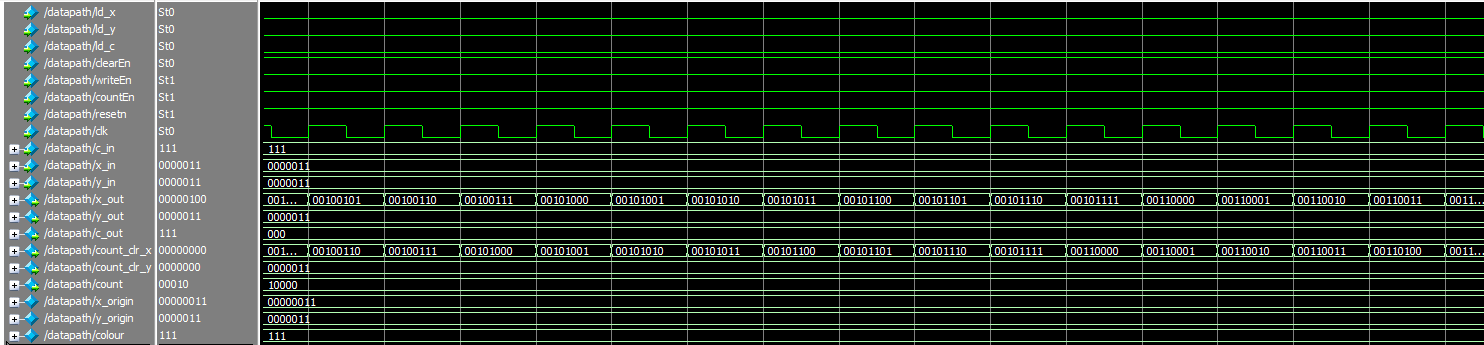 /datapath/ld_x St0
/datapath/ld_y St0
/datapath/ld_c St0
/datapath/clearEn St0
/datapath/writeEn St1
/datapath/countEn St1
/datapath/resetn St1
/datapath/clk St0
/datapath/c_in 111 111
/datapath/x_in 0000011 0000011
/datapath/y_in 0000011 0000011
/datapath/x_out 00000100 001... 00100101 00100110 00100111 00101000 00101001 00101010 00101011 00101100 00101101 00101110 00101111 00110000 00110001 00110010 00110011 0011...
/datapath/y_out 0000011 0000011
/datapath/c_out 111 000
/datapath/count_clr_x 00000000 001... 00100110 00100111 00101000 00101001 00101010 00101011 00101100 00101101 00101110 00101111 00110000 00110001 00110010 00110011 00110100 0011...
/datapath/count_clr_y 0000000 0000011
/datapath/count 00010 10000
/datapath/x_origin 00000011 00000011
/datapath/y_origin 0000011 0000011
/datapath/colour 111 111